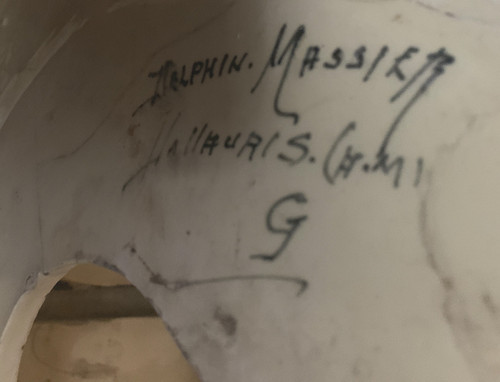 DELPHIN. MASSIER
VALLAURIS. (A.M)
G